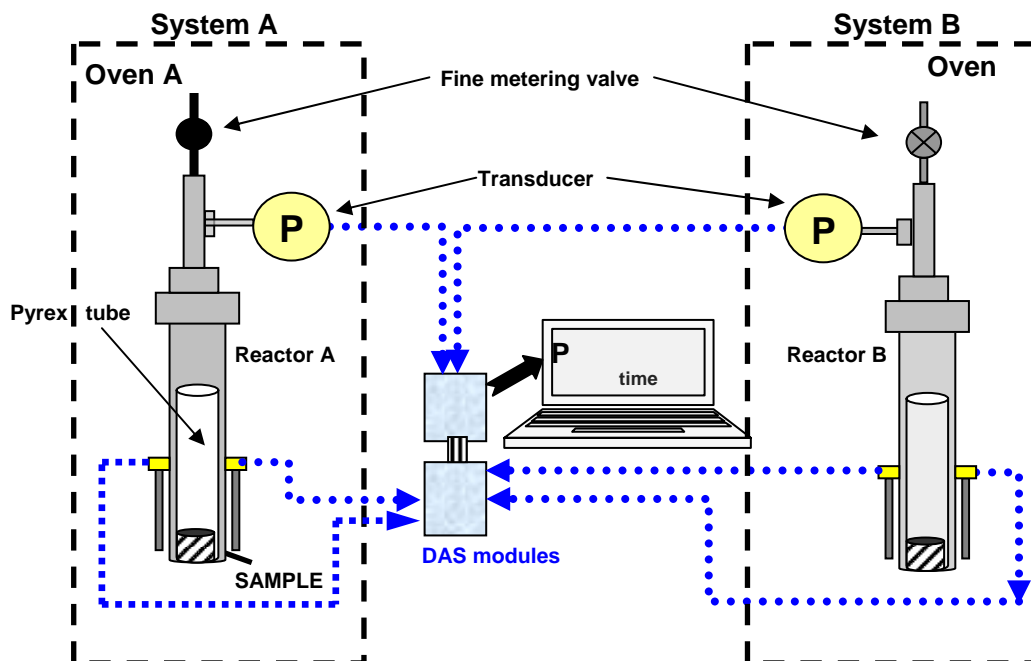 System A
System B
Oven A
Oven
Fine metering valve
Transducer
P
P
Pyrex tube
Reactor A
P
time
Reactor B
DAS modules
SAMPLE